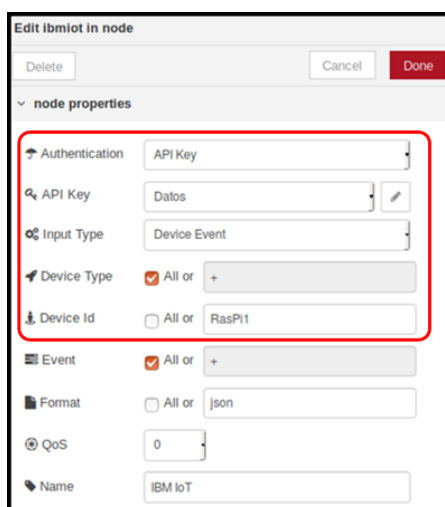 Edit ibmiot in node
Delete Cancel Done
node properties
Authentication API Key
API Key Datos
Input Type Device Event
Device Type All or +
Device Id All or RasPi1
Event All or +
Format All or json
QoS 0
Name IBM IoT